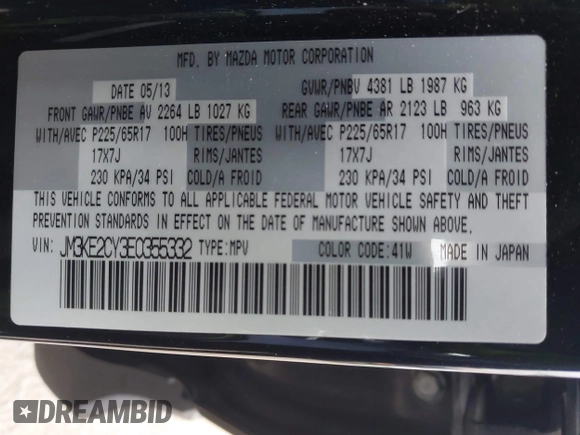 MFD. BY MAZDA MOTOR CORPORATION
DATE 05/13 GVWR/PNBV 4381 LB 1987 KG
FRONT GAWR/PNBE AV 2264 LB 1027 KG REAR GAWR/PNBE AR 2123 LB 963 KG
WITH/AVEC P225/65R17 100H TIRES/PNEUS WITH/AVEC P225/65R17 100H TIRES/PNEUS
17X7J RIMS/JANTES 17X7J RIMS/JANTES
230 KPA/34 PSI COLD/A FROID 230 KPA/34 PSI COLD/A FROID
THIS VEHICLE CONFORMS TO ALL APPLICABLE FEDERAL MOTOR VEHICLE SAFETY AND THEFT
PREVENTION STANDARDS IN EFFECT ON THE DATE OF MANUFACTURE SHOWN ABOVE.
VIN: JM3KE2CY3E0355332 TYPE:MPV COLOR CODE:41W MADE IN JAPAN
DREAMBID